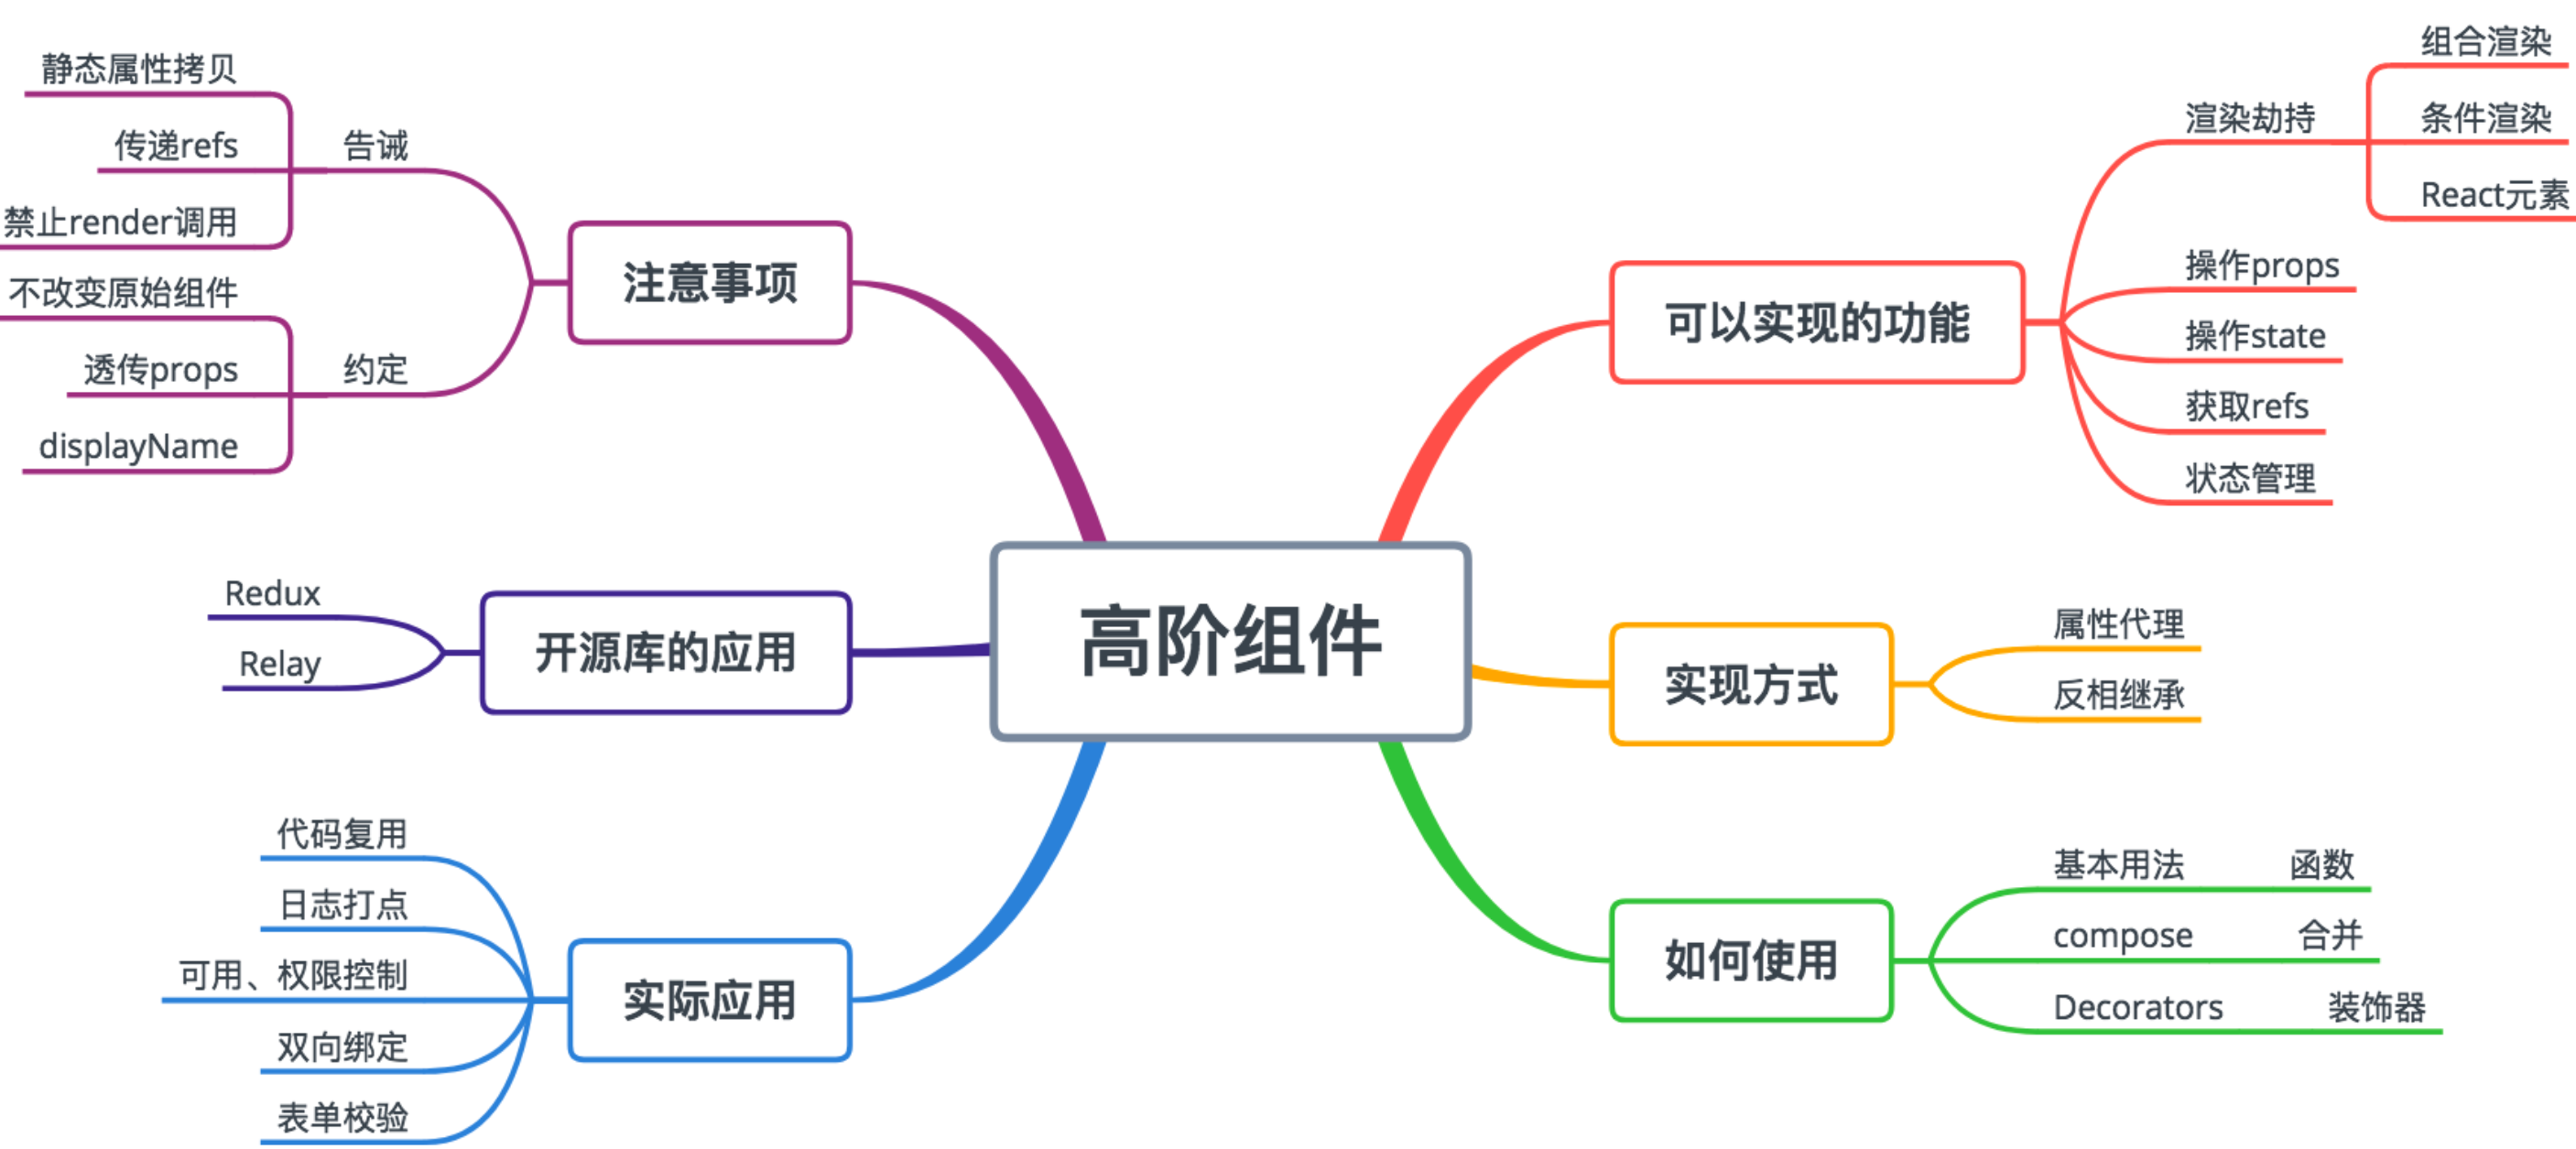 高阶组件
可以实现的功能
渲染劫持
组合渲染
条件渲染
React元素
操作props
操作state
获取refs
状态管理
实现方式
属性代理
反相继承
如何使用
基本用法 函数
compose 合并
Decorators 装饰器
注意事项
告诫
静态属性拷贝
传递refs
禁止render调用
约定
不改变原始组件
透传props
displayName
开源库的应用
Redux
Relay
实际应用
代码复用
日志打点
可用、权限控制
双向绑定
表单校验